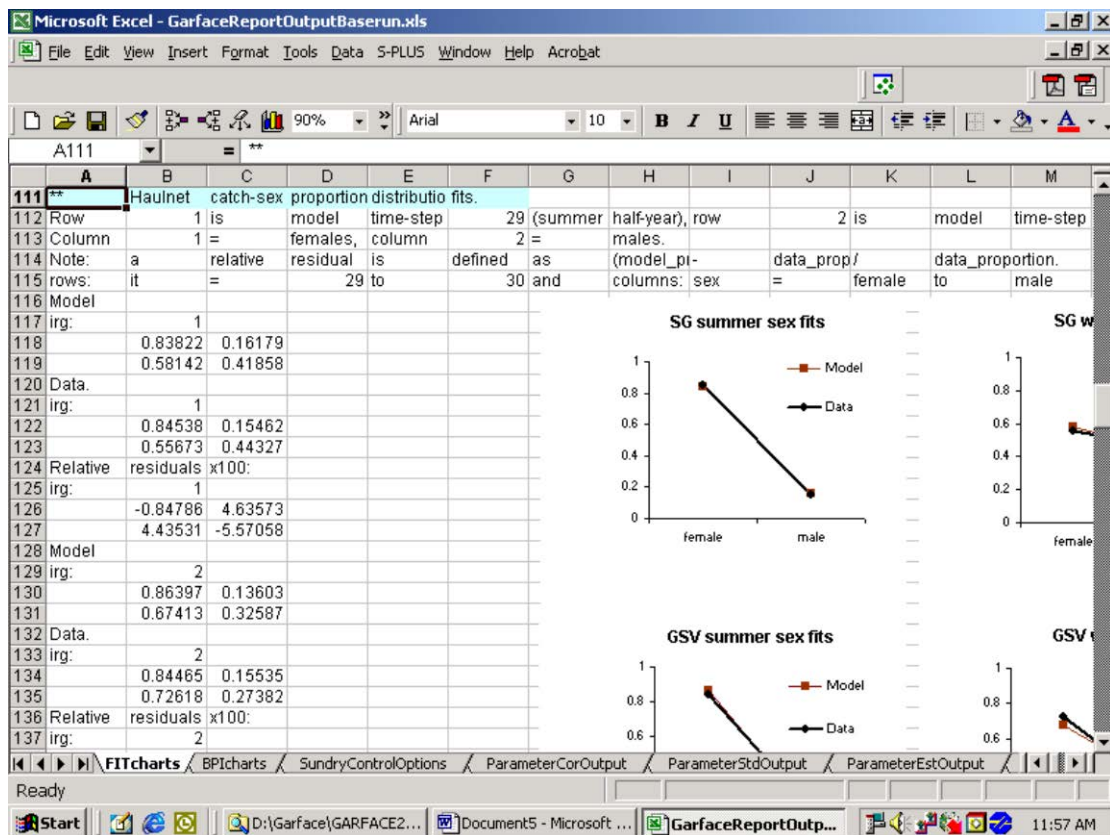 Microsoft Excel - GarfaceReportOutputBaserun.xls
File Edit View Insert Format Tools Data S-PLUS Window Help Acrobat
90% Arial 10 B I U A
A111 = **
A B C D E F G H I J K L M
111 ** Haulnet catch-sex proportion distributio fits.
112 Row 1 is model time-step 29 (summer half-year), row 2 is model time-step
113 Column 1 = females, column 2 = males.
114 Note: a relative residual is defined as (model_pr - data_prop / data_proportion.
115 rows: it = 29 to 30 and columns: sex = female to male
116 Model
117 irg: 1
118 0.83822 0.16179
119 0.58142 0.41858
120 Data.
121 irg: 1
122 0.84538 0.15462
123 0.55673 0.44327
124 Relative residuals x100:
125 irg: 1
126 -0.84786 4.63573
127 4.43531 -5.57058
128 Model
129 irg: 2
130 0.86397 0.13603
131 0.67413 0.32587
132 Data.
133 irg: 2
134 0.84465 0.15535
135 0.72618 0.27382
136 Relative residuals x100:
137 irg: 2
SG summer sex fits
1
0.8
0.6
0.4
0.2
0
female male
Model
Data
SG w
1
0.8
0.6
0.4
0.2
0
female
GSV summer sex fits
1
0.8
0.6
Model
Data
GSV
1
0.8
0.6
FITcharts BPIcharts SundryControlOptions ParameterCorOutput ParameterStdOutput ParameterEstOutput
Ready
Start D:\Garface\GARFACE2... Document5 - Microsoft ... GarfaceReportOutp... 11:57 AM